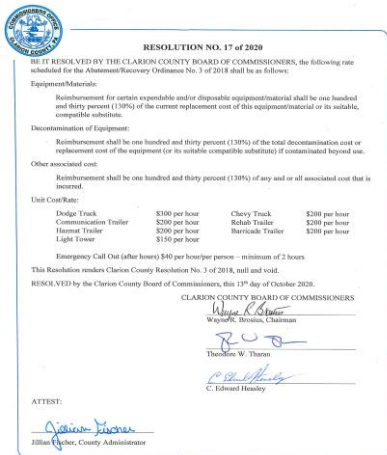 COMMISSIONERS OFFICE
CLARION COUNTY, PA
RESOLUTION NO. 17 of 2020
BE IT RESOLVED BY THE CLARION COUNTY BOARD OF COMMISSIONERS, the following rate
scheduled for the Abatement/Recovery Ordinance No. 3 of 2018 shall be as follows:
Equipment/Materials:
Reimbursement for certain expendable and/or disposable equipment/material shall be one hundred
and thirty percent (130%) of the current replacement cost of this equipment/material or its suitable,
compatible substitute.
Decontamination of Equipment:
Reimbursement shall be one hundred and thirty percent (130%) of the total decontamination cost or
replacement cost of the equipment (or its suitable compatible substitute) if contaminated beyond use.
Other associated cost:
Reimbursement shall be one hundred and thirty percent (130%) of any and or all associated cost that is
incurred.
Unit Cost/Rate:
Dodge Truck $300 per hour Chevy Truck $200 per hour
Communication Trailer $200 per hour Rehab Trailer $200 per hour
Hazmat Trailer $200 per hour Barricade Trailer $200 per hour
Light Tower $150 per hour
Emergency Call Out (after hours) $40 per hour/per person – minimum of 2 hours
This Resolution renders Clarion County Resolution No. 3 of 2018, null and void.
RESOLVED by the Clarion County Board of Commissioners, this 13th day of October 2020.
CLARION COUNTY BOARD OF COMMISSIONERS
Wayne R Brosius
Wayne R. Brosius, Chairman
Theodore W. Tharan
C. Edward Heasley
C. Edward Heasley
ATTEST:
Jillian Fischer
Jillian Fischer, County Administrator